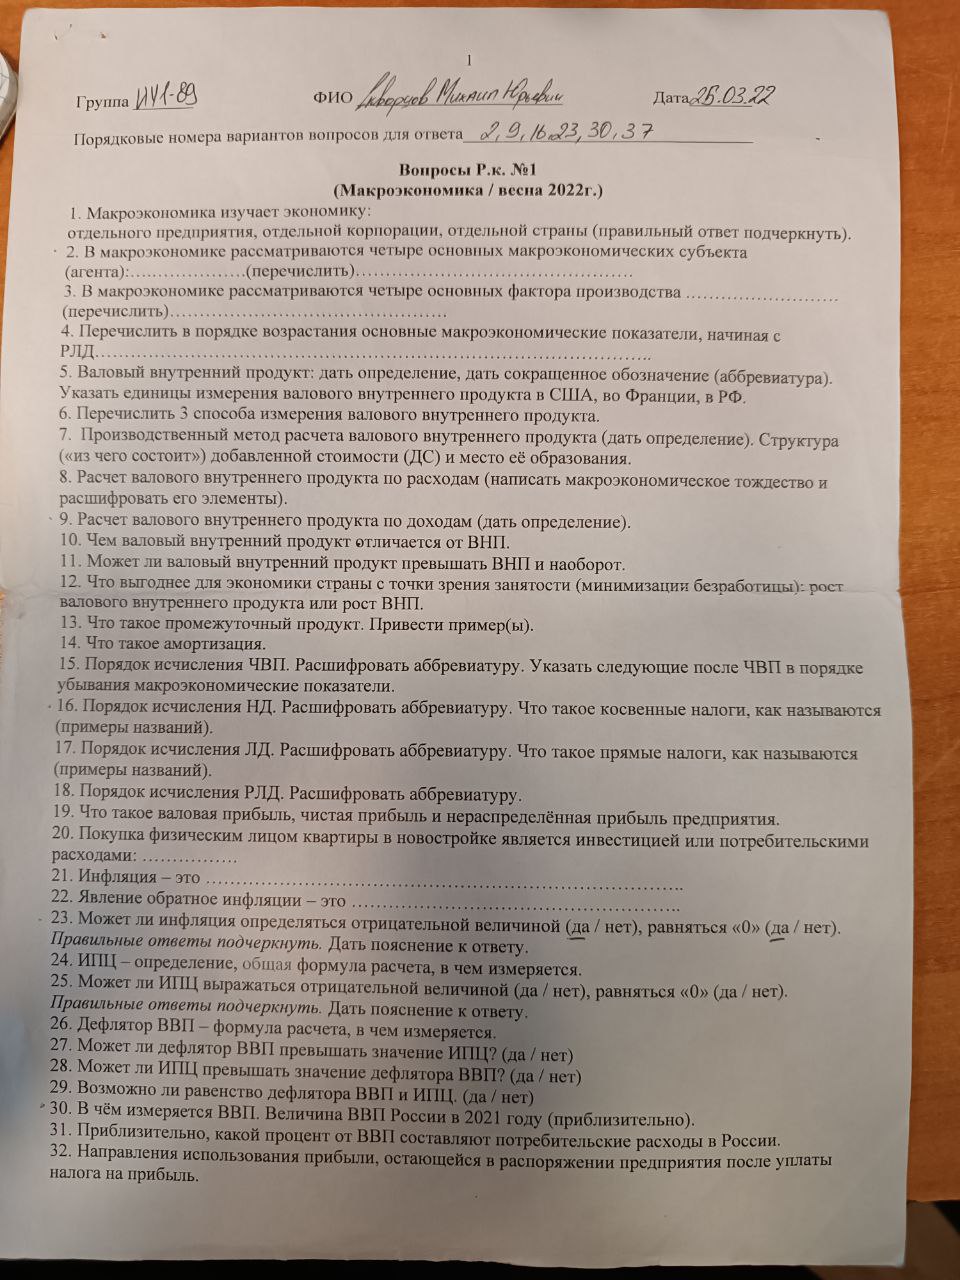 1
Группа ИУ1-89 ФИО Скворцов Михаил Юрьевич Дата 25.03.22
Порядковые номера вариантов вопросов для ответа 2, 9, 16, 23, 30, 37
Вопросы Р.к. №1
(Макроэкономика / весна 2022г.)
1. Макроэкономика изучает экономику:
отдельного предприятия, отдельной корпорации, отдельной страны (правильный ответ подчеркнуть).
2. В макроэкономике рассматриваются четыре основных макроэкономических субъекта
(агента):………………..(перечислить)……………………………………….
3. В макроэкономике рассматриваются четыре основных фактора производства …………………….
(перечислить)……………………………………….
4. Перечислить в порядке возрастания основные макроэкономические показатели, начиная с
РЛД………………………………………………………………………………..
5. Валовый внутренний продукт: дать определение, дать сокращенное обозначение (аббревиатура).
Указать единицы измерения валового внутреннего продукта в США, во Франции, в РФ.
6. Перечислить 3 способа измерения валового внутреннего продукта.
7. Производственный метод расчета валового внутреннего продукта (дать определение). Структура
(«из чего состоит») добавленной стоимости (ДС) и место её образования.
8. Расчет валового внутреннего продукта по расходам (написать макроэкономическое тождество и
расшифровать его элементы).
9. Расчет валового внутреннего продукта по доходам (дать определение).
10. Чем валовый внутренний продукт отличается от ВНП.
11. Может ли валовый внутренний продукт превышать ВНП и наоборот.
12. Что выгоднее для экономики страны с точки зрения занятости (минимизации безработицы): рост
валового внутреннего продукта или рост ВНП.
13. Что такое промежуточный продукт. Привести пример(ы).
14. Что такое амортизация.
15. Порядок исчисления ЧВП. Расшифровать аббревиатуру. Указать следующие после ЧВП в порядке
убывания макроэкономические показатели.
16. Порядок исчисления НД. Расшифровать аббревиатуру. Что такое косвенные налоги, как называются
(примеры названий).
17. Порядок исчисления ЛД. Расшифровать аббревиатуру. Что такое прямые налоги, как называются
(примеры названий).
18. Порядок исчисления РЛД. Расшифровать аббревиатуру.
19. Что такое валовая прибыль, чистая прибыль и нераспределённая прибыль предприятия.
20. Покупка физическим лицом квартиры в новостройке является инвестицией или потребительскими
расходами: …………….
21. Инфляция – это …………………………………………………………………….
22. Явление обратное инфляции – это ……………………………………………….
23. Может ли инфляция определяться отрицательной величиной (да / нет), равняться «0» (да / нет).
Правильные ответы подчеркнуть. Дать пояснение к ответу.
24. ИПЦ – определение, общая формула расчета, в чем измеряется.
25. Может ли ИПЦ выражаться отрицательной величиной (да / нет), равняться «0» (да / нет).
Правильные ответы подчеркнуть. Дать пояснение к ответу.
26. Дефлятор ВВП – формула расчета, в чем измеряется.
27. Может ли дефлятор ВВП превышать значение ИПЦ? (да / нет)
28. Может ли ИПЦ превышать значение дефлятора ВВП? (да / нет)
29. Возможно ли равенство дефлятора ВВП и ИПЦ. (да / нет)
30. В чём измеряется ВВП. Величина ВВП России в 2021 году (приблизительно).
31. Приблизительно, какой процент от ВВП составляют потребительские расходы в России.
32. Направления использования прибыли, остающейся в распоряжении предприятия после уплаты
налога на прибыль.